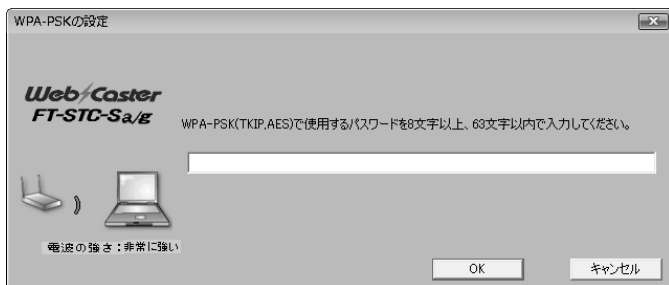 WPA-PSKの設定
Web Caster
FT-STC-Sa/g
WPA-PSK(TKIP,AES)で使用するパスワードを8文字以上、63文字以内で入力してください。
電波の強さ:非常に強い
OK
キャンセル